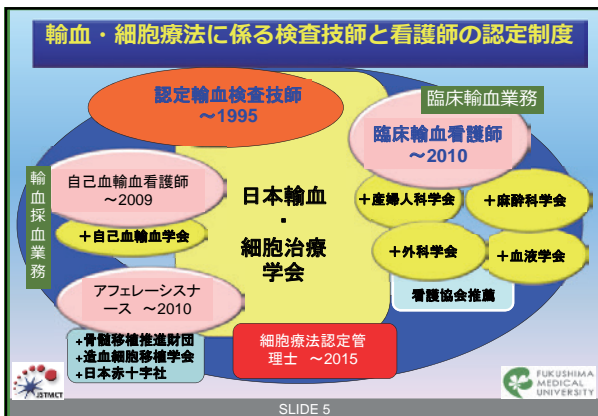 輸血・細胞療法に係る検査技師と看護師の認定制度
認定輸血検査技師
～1995
臨床輸血業務
臨床輸血看護師
～2010
輸血採血業務
自己血輸血看護師
～2009
＋自己血輸血学会
日本輸血
・
細胞治療
学会
＋産婦人科学会
＋麻酔科学会
＋外科学会
＋血液学会
看護協会推薦
アフェレーシスナ
ース ～2010
+骨髄移植推進財団
+造血細胞移植学会
+日本赤十字社
細胞療法認定管
理士 ～2015
JSTMCT
FUKUSHIMA
MEDICAL
UNIVERSITY
SLIDE 5